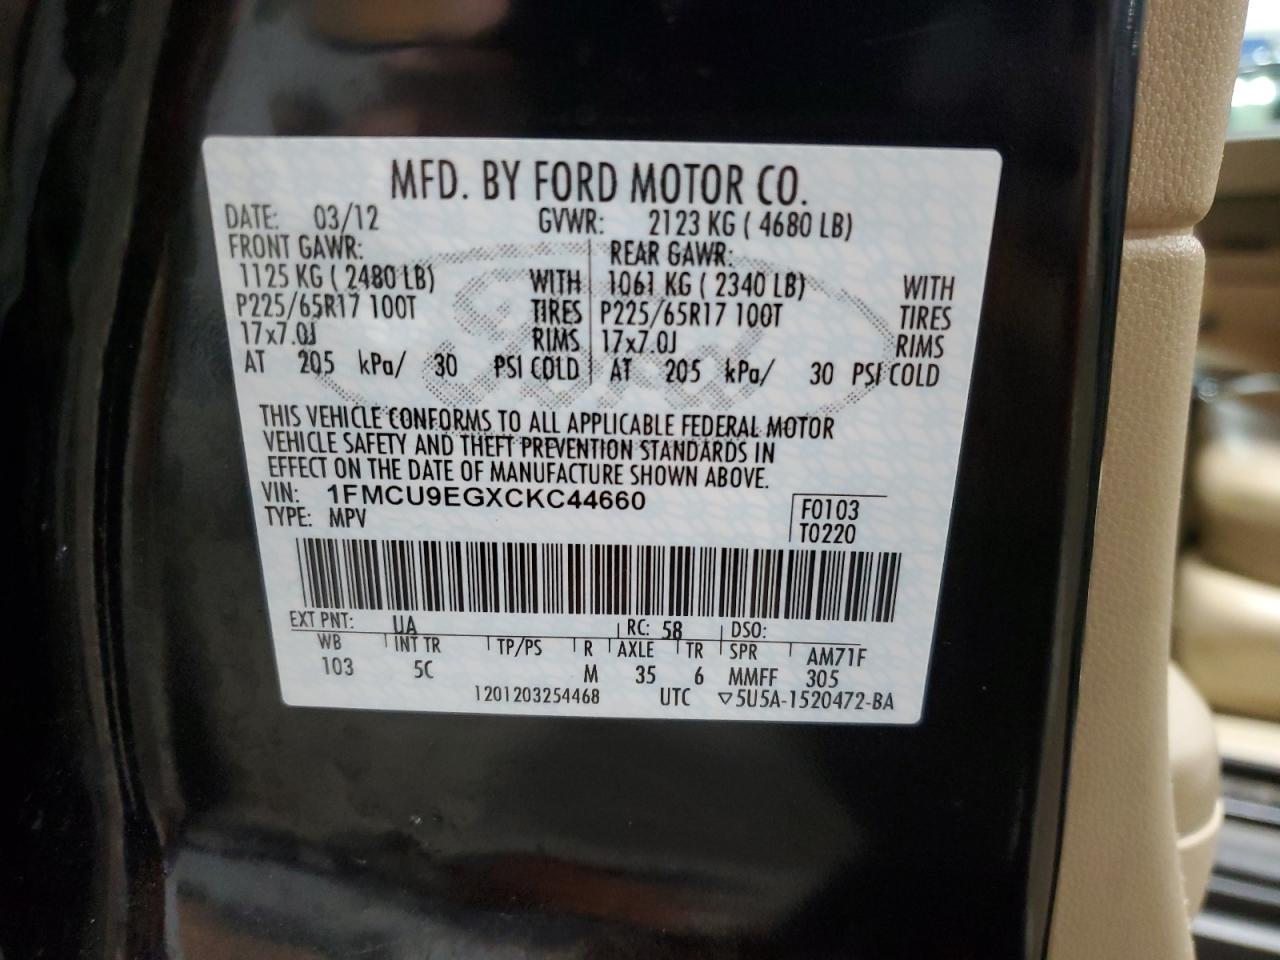 MFD. BY FORD MOTOR CO.
DATE: 03/12 GVWR: 2123 KG ( 4680 LB)
FRONT GAWR: REAR GAWR:
1125 KG ( 2480 LB) WITH 1061 KG ( 2340 LB) WITH
P225/65R17 100T TIRES P225/65R17 100T TIRES
17x7.0J RIMS 17x7.0J RIMS
AT 205 kPa/ 30 PSI COLD AT 205 kPa/ 30 PSI COLD
Ford
THIS VEHICLE CONFORMS TO ALL APPLICABLE FEDERAL MOTOR
VEHICLE SAFETY AND THEFT PREVENTION STANDARDS IN
EFFECT ON THE DATE OF MANUFACTURE SHOWN ABOVE.
VIN: 1FMCU9EGXCKC44660 F0103
TYPE: MPV T0220
EXT PNT: UA RC: 58 DSO:
WB INT TR TP/PS R AXLE TR SPR AM71F
103 5C M 35 6 MMFF 305
1201203254468 UTC ▽5U5A-1520472-BA